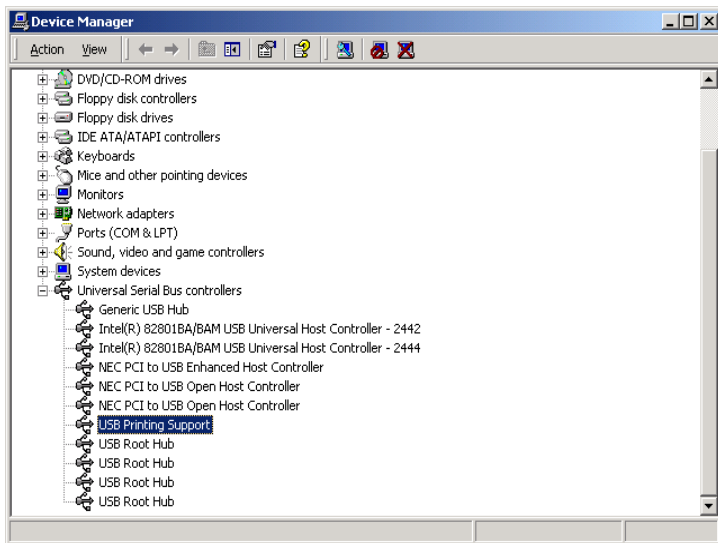 Device Manager
Action View
DVD/CD-ROM drives
Floppy disk controllers
Floppy disk drives
IDE ATA/ATAPI controllers
Keyboards
Mice and other pointing devices
Monitors
Network adapters
Ports (COM & LPT)
Sound, video and game controllers
System devices
Universal Serial Bus controllers
Generic USB Hub
Intel(R) 82801BA/BAM USB Universal Host Controller - 2442
Intel(R) 82801BA/BAM USB Universal Host Controller - 2444
NEC PCI to USB Enhanced Host Controller
NEC PCI to USB Open Host Controller
NEC PCI to USB Open Host Controller
USB Printing Support
USB Root Hub
USB Root Hub
USB Root Hub
USB Root Hub